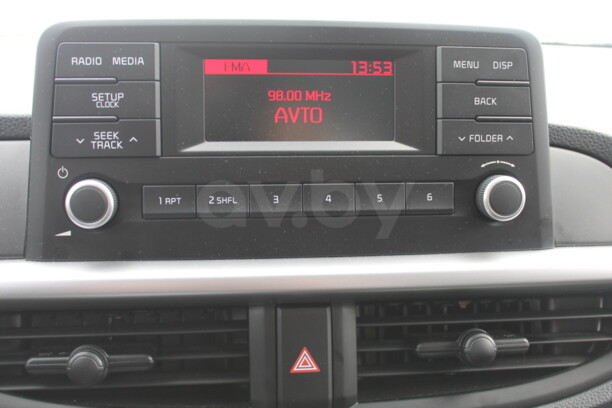 RADIO MEDIA
FMA 13:53
MENU DISP
SETUP
CLOCK
98.00 MHz
BACK
AVTO
SEEK
TRACK
FOLDER
1 RPT 2 SHFL 3 4 5 6
av.by